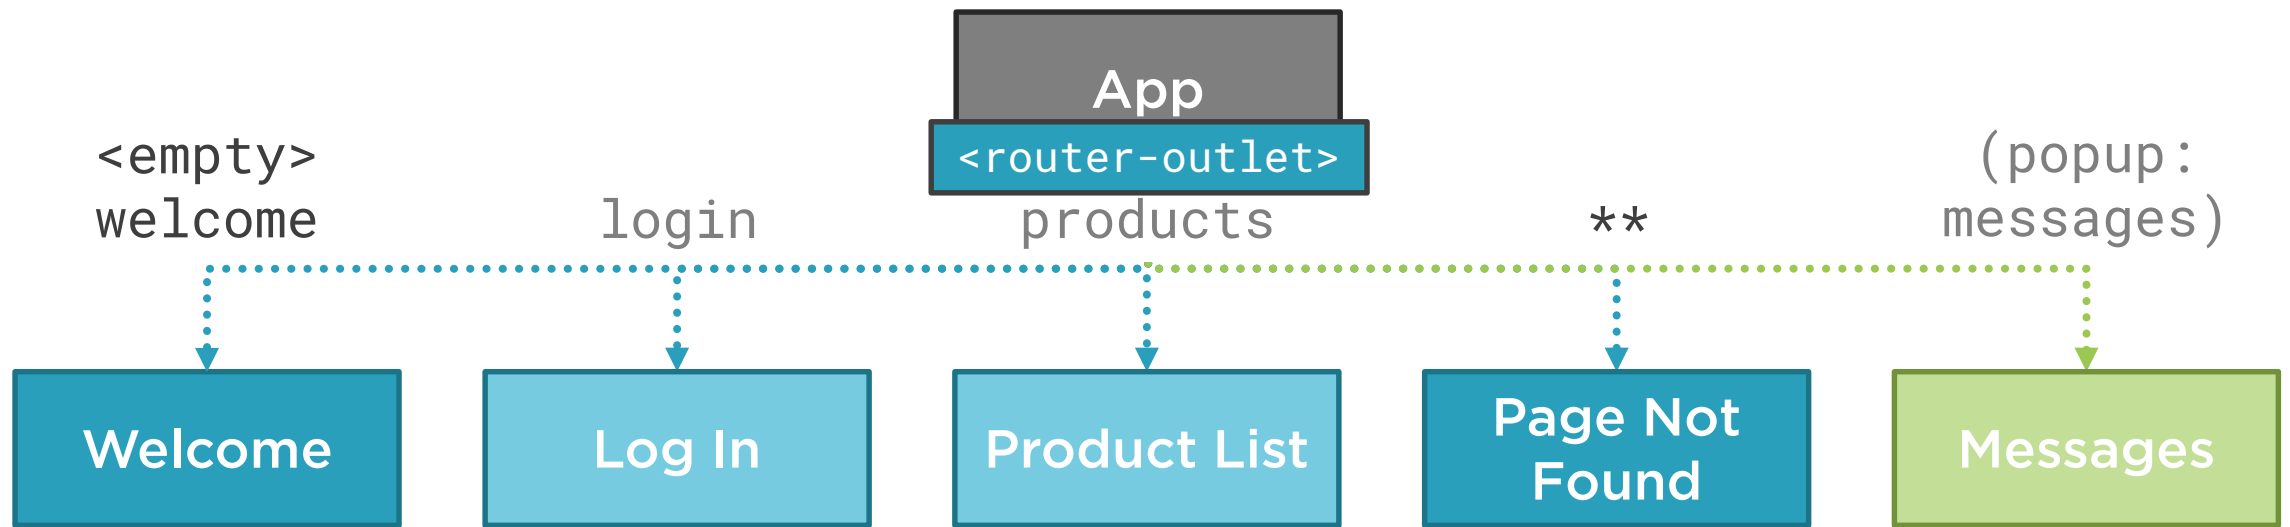 App
<router-outlet>
<empty>
welcome
login
products
**
(popup:
messages)
Welcome
Log In
Product List
Page Not
Found
Messages